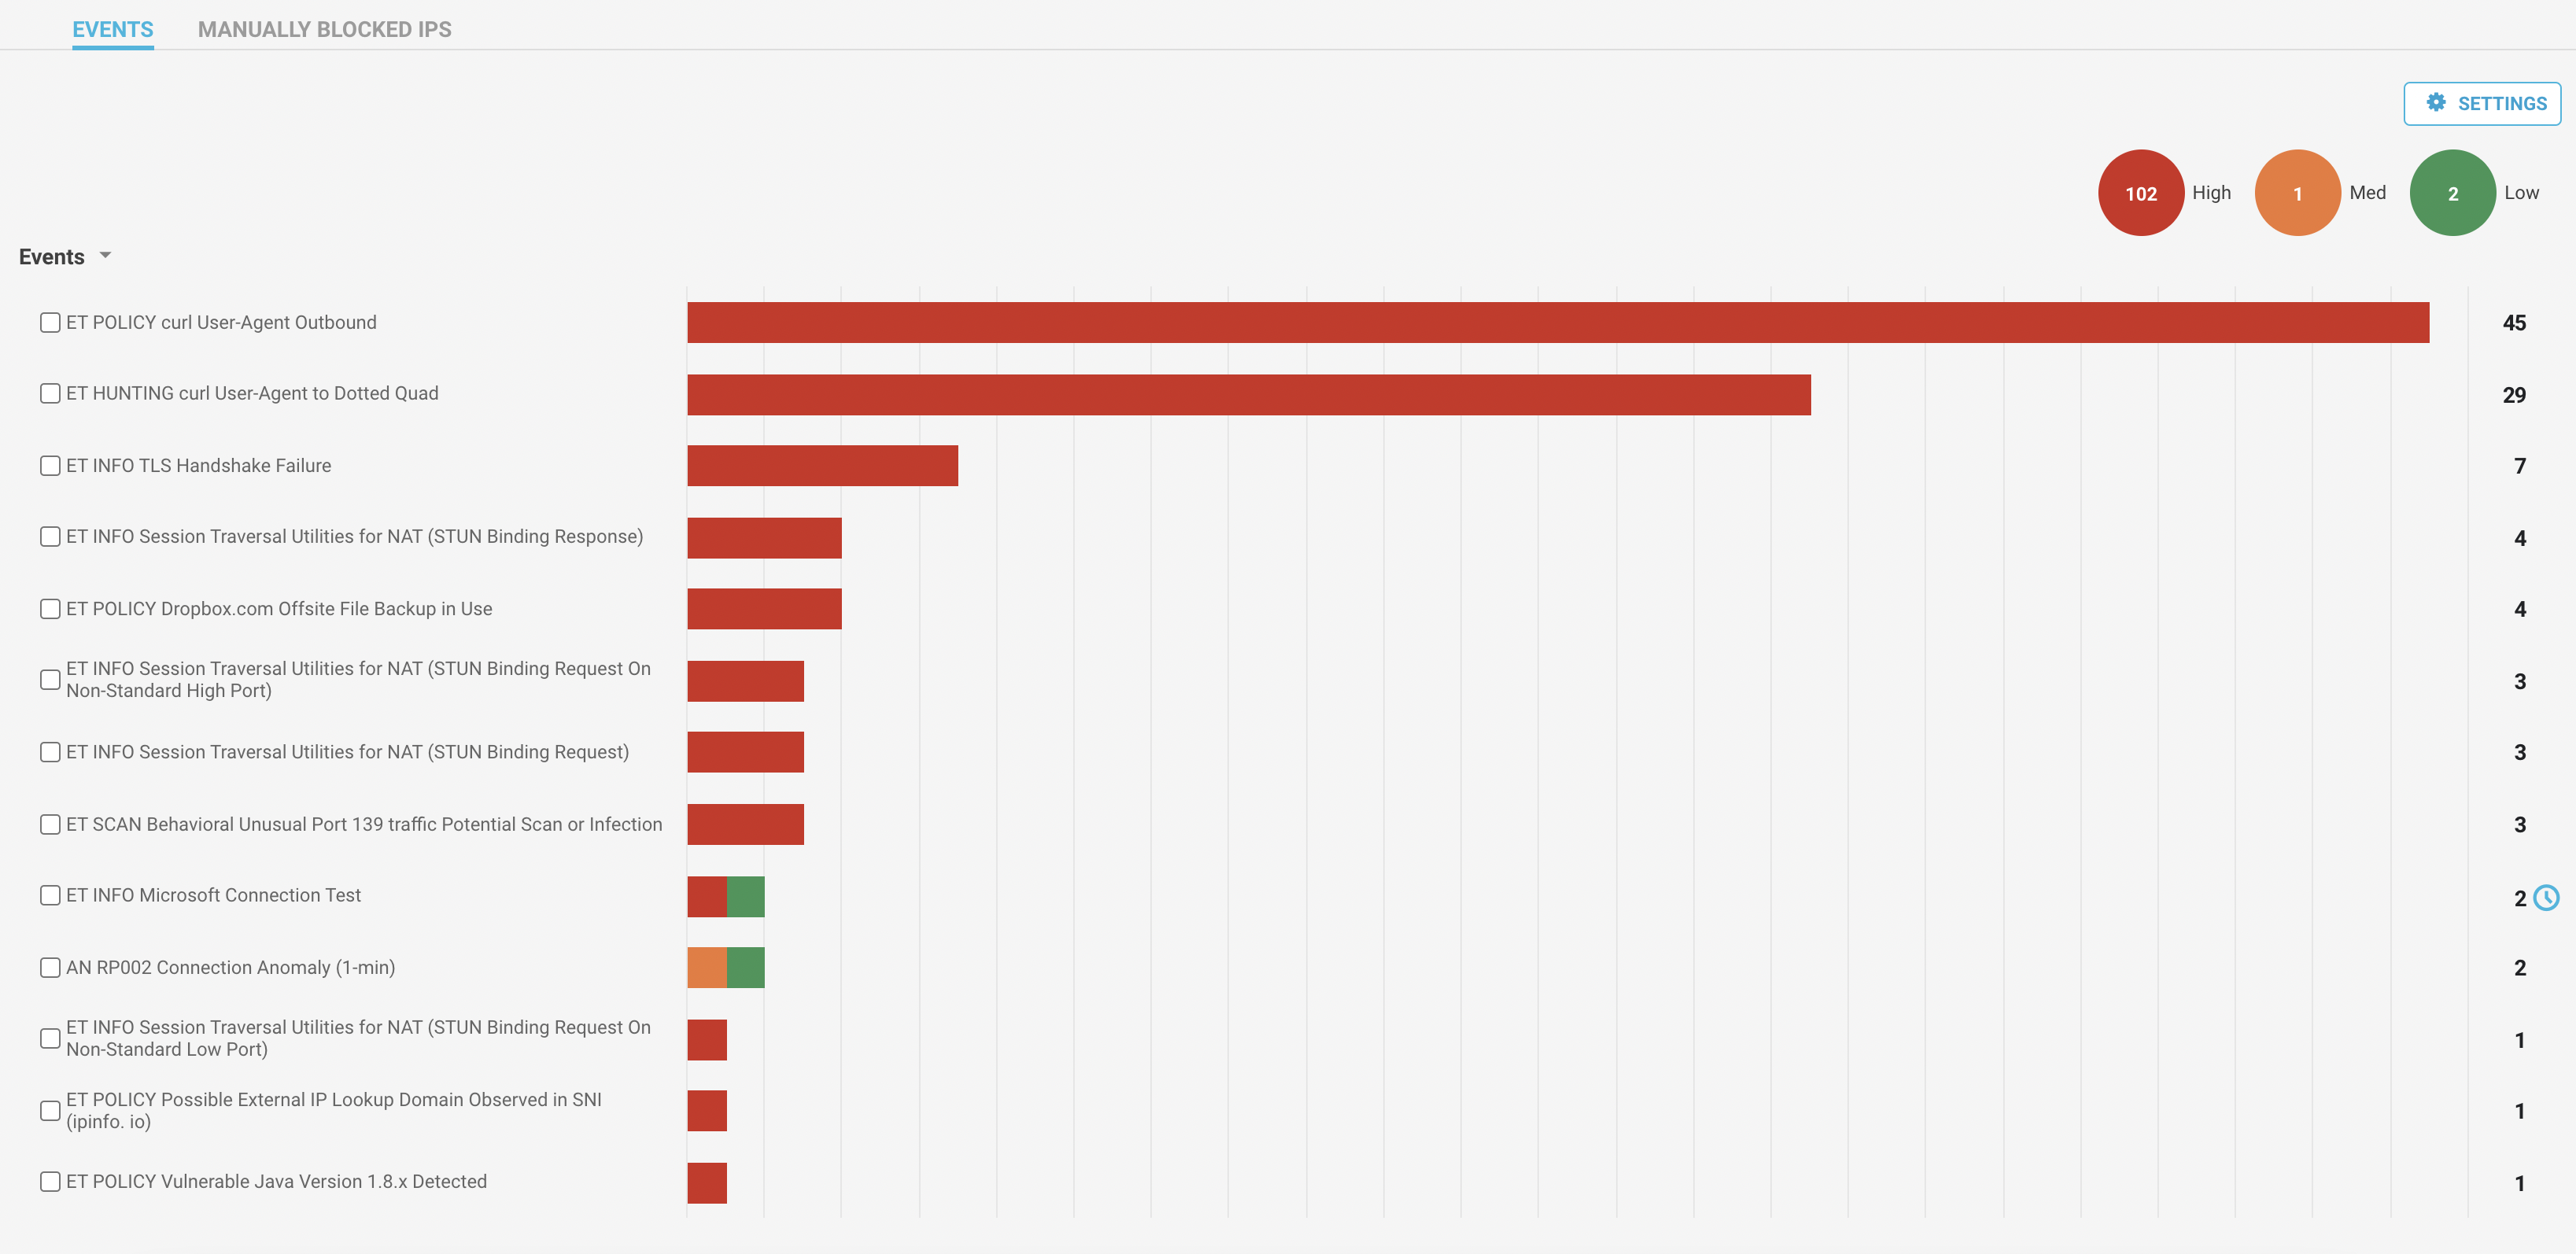 EVENTS MANUALLY BLOCKED IPS
SETTINGS
102 High 1 Med 2 Low
Events
ET POLICY curl User-Agent Outbound 45
ET HUNTING curl User-Agent to Dotted Quad 29
ET INFO TLS Handshake Failure 7
ET INFO Session Traversal Utilities for NAT (STUN Binding Response) 4
ET POLICY Dropbox.com Offsite File Backup in Use 4
ET INFO Session Traversal Utilities for NAT (STUN Binding Request On
Non-Standard High Port) 3
ET INFO Session Traversal Utilities for NAT (STUN Binding Request) 3
ET SCAN Behavioral Unusual Port 139 traffic Potential Scan or Infection 3
ET INFO Microsoft Connection Test 2
AN RP002 Connection Anomaly (1-min) 2
ET INFO Session Traversal Utilities for NAT (STUN Binding Request On
Non-Standard Low Port) 1
ET POLICY Possible External IP Lookup Domain Observed in SNI
(ipinfo. io) 1
ET POLICY Vulnerable Java Version 1.8.x Detected 1